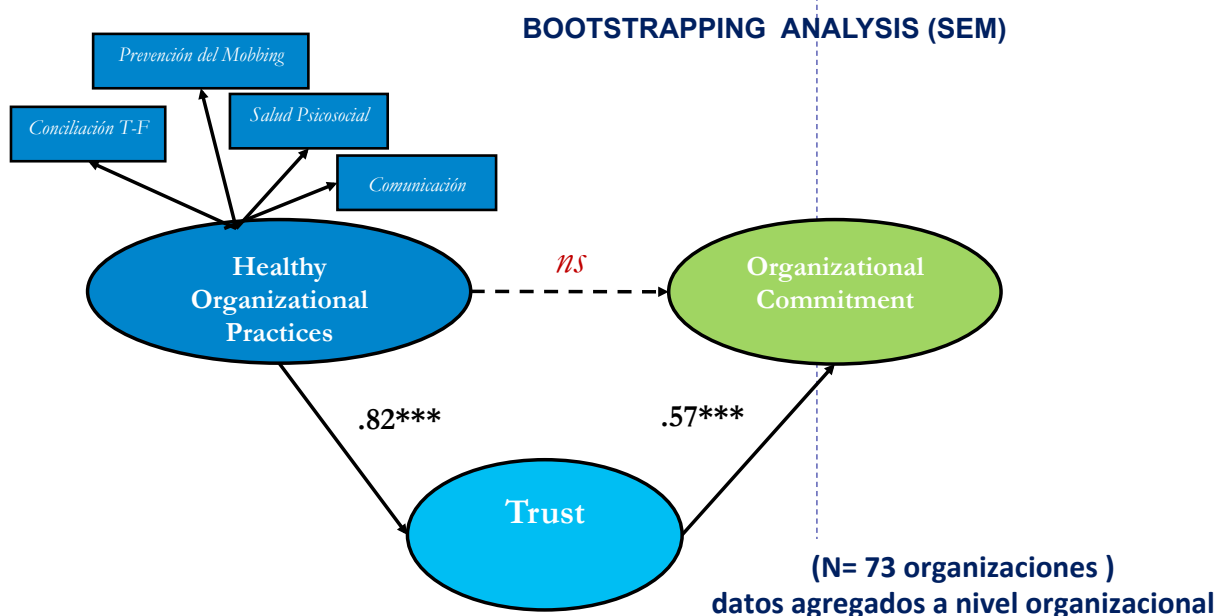 BOOTSTRAPPING ANALYSIS (SEM)
Prevención del Mobbing
Conciliación T-F
Salud Psicosocial
Comunicación
Healthy
Organizational
Practices
ns
Organizational
Commitment
.82***
.57***
Trust
(N= 73 organizaciones )
datos agregados a nivel organizacional